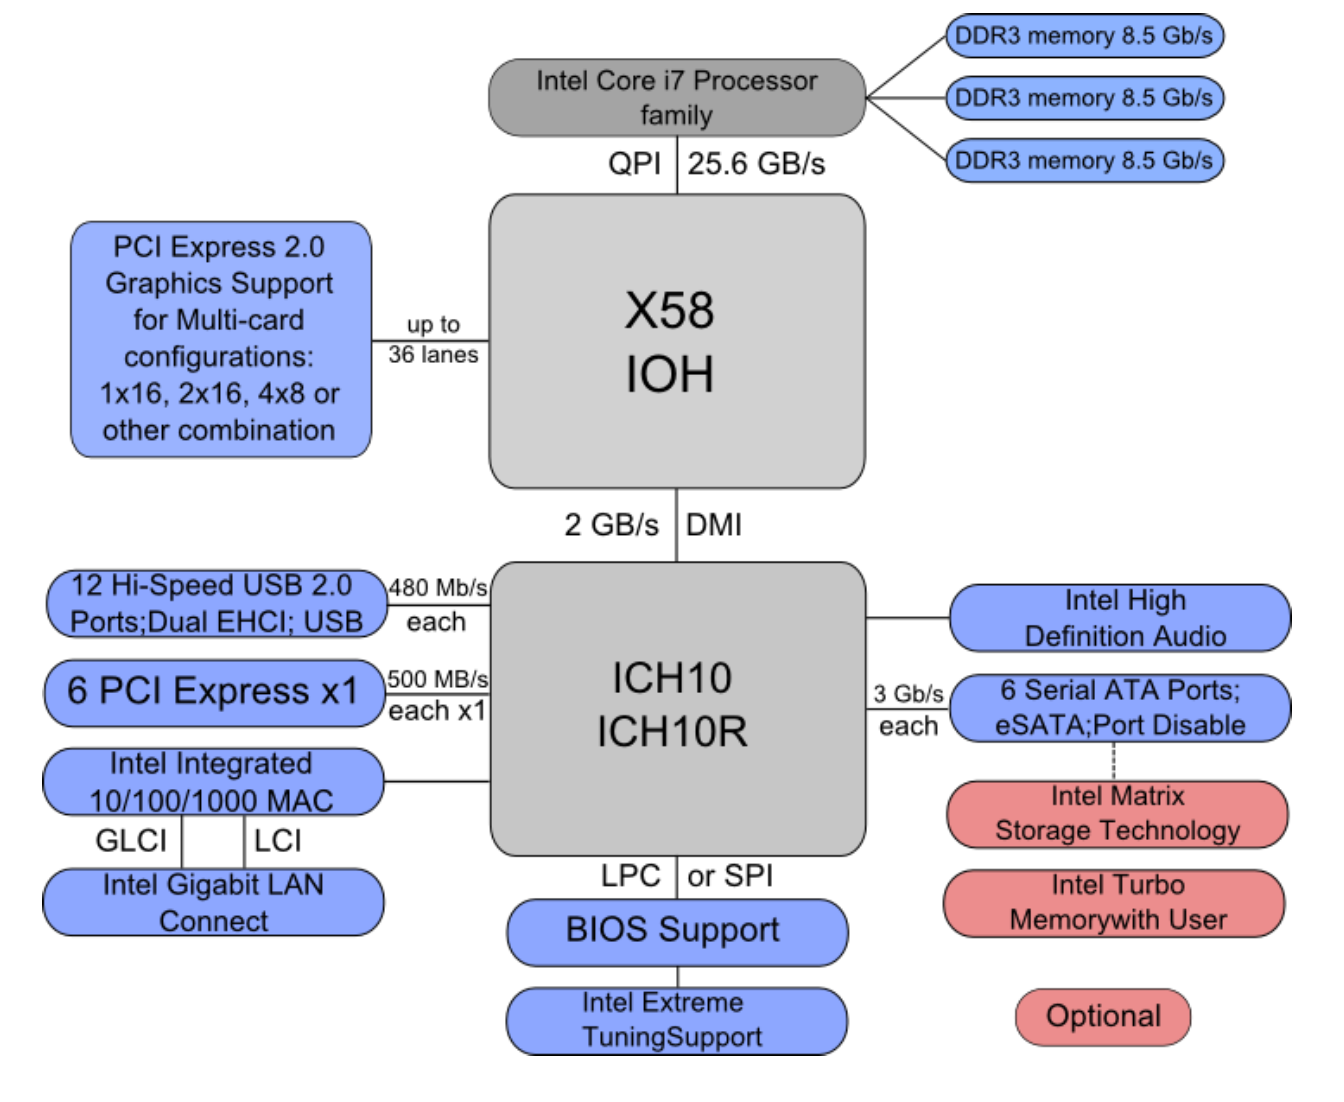 DDR3 memory 8.5 Gb/s
Intel Core i7 Processor
family
DDR3 memory 8.5 Gb/s
DDR3 memory 8.5 Gb/s
QPI 25.6 GB/s
PCI Express 2.0
Graphics Support
for Multi-card
configurations:
1x16, 2x16, 4x8 or
other combination
up to
36 lanes
X58
IOH
2 GB/s DMI
12 Hi-Speed USB 2.0
Ports;Dual EHCI; USB
480 Mb/s
each
6 PCI Express x1
500 MB/s
each x1
Intel Integrated
10/100/1000 MAC
GLCI LCI
Intel Gigabit LAN
Connect
ICH10
ICH10R
Intel High
Definition Audio
3 Gb/s
each
6 Serial ATA Ports;
eSATA;Port Disable
Intel Matrix
Storage Technology
Intel Turbo
Memorywith User
LPC or SPI
BIOS Support
Intel Extreme
TuningSupport
Optional